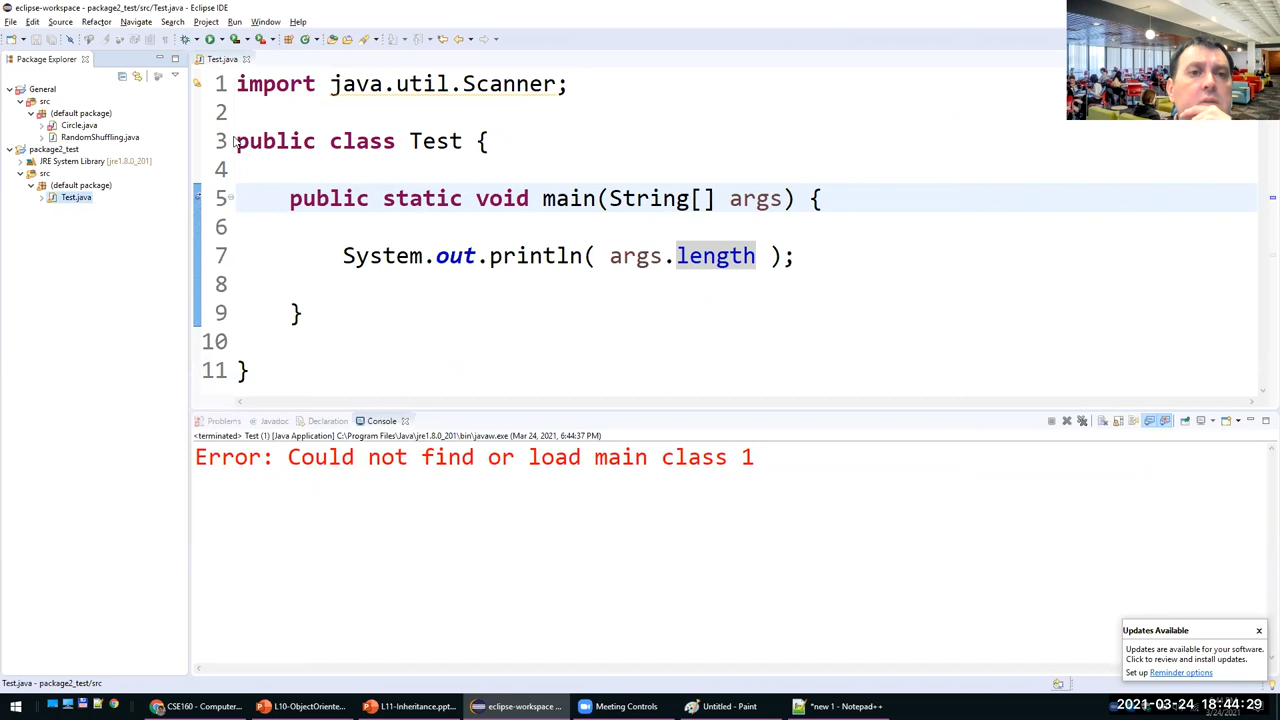 eclipse-workspace - package2_test/src/Test.java - Eclipse IDE
File Edit Source Refactor Navigate Search Project Run Window Help
Package Explorer
General
src
(default package)
Circle.java
RandomShuffling.java
package2_test
JRE System Library [jre1.8.0_201]
src
(default package)
Test.java
Test.java
1 import java.util.Scanner;
2
3 public class Test {
4
5 public static void main(String[] args) {
6
7 System.out.println( args.length );
8
9 }
10
11 }
Problems Javadoc Declaration Console
<terminated> Test (1) [Java Application] C:\Program Files\Java\jre1.8.0_201\bin\javaw.exe (Mar 24, 2021, 6:44:37 PM)
Error: Could not find or load main class 1
Updates Available
Updates are available for your software.
Click to review and install updates.
Set up Reminder options
Test.java - package2_test/src
CSE160 - Computer... L10-ObjectOriente... L11-Inheritance.ppt... eclipse-workspace ... Meeting Controls Untitled - Paint *new 1 - Notepad++
2021-03-24 18:44:29